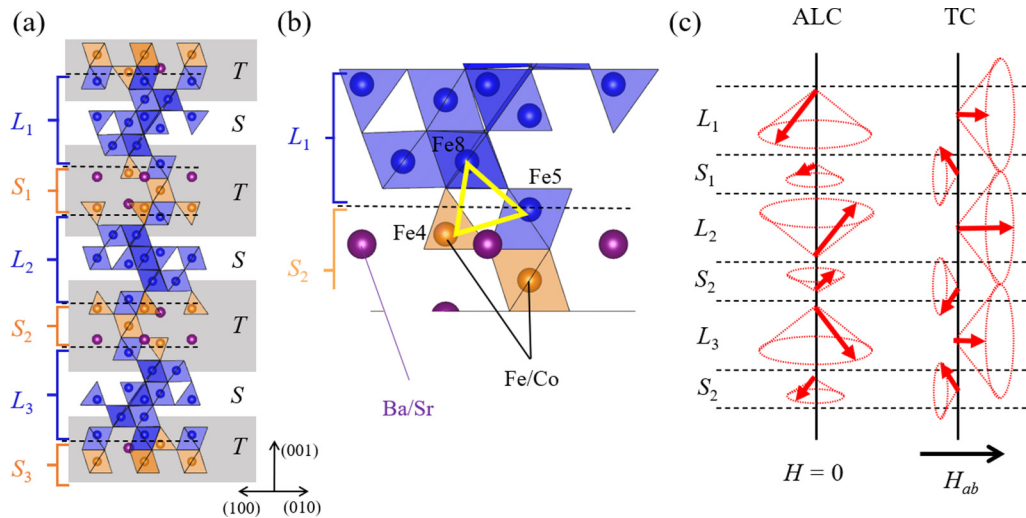 (a)
T
L1
S
S1
T
L2
S
S2
T
L3
S
T
S3
(001)
(100)
(010)
(b)
L1
Fe8
Fe5
Fe4
S2
Fe/Co
Ba/Sr
(c)
ALC
TC
L1
S1
L2
S2
L3
S2
H = 0
Hab